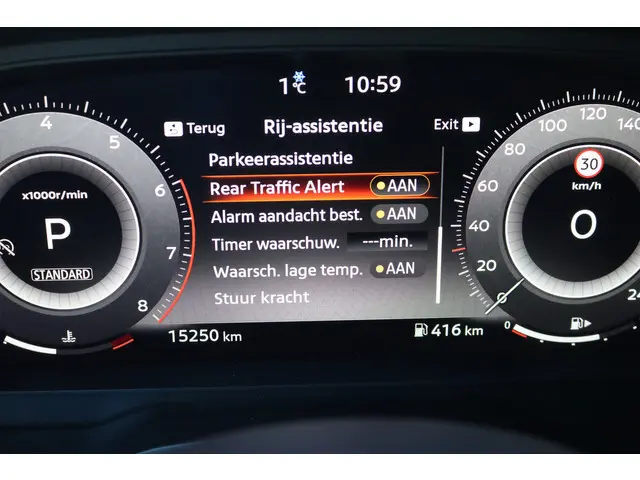 1°C 10:59
Terug Rij-assistentie Exit
Parkeerassistentie
Rear Traffic Alert AAN
Alarm aandacht best. AAN
Timer waarschuw. ---min.
Waarsch. lage temp. AAN
Stuur kracht
15250 km 416 km
4 5 6 7 8
x1000r/min
P
STANDARD
0 20 40 60 80 100 120 140
30
km/h
0
0